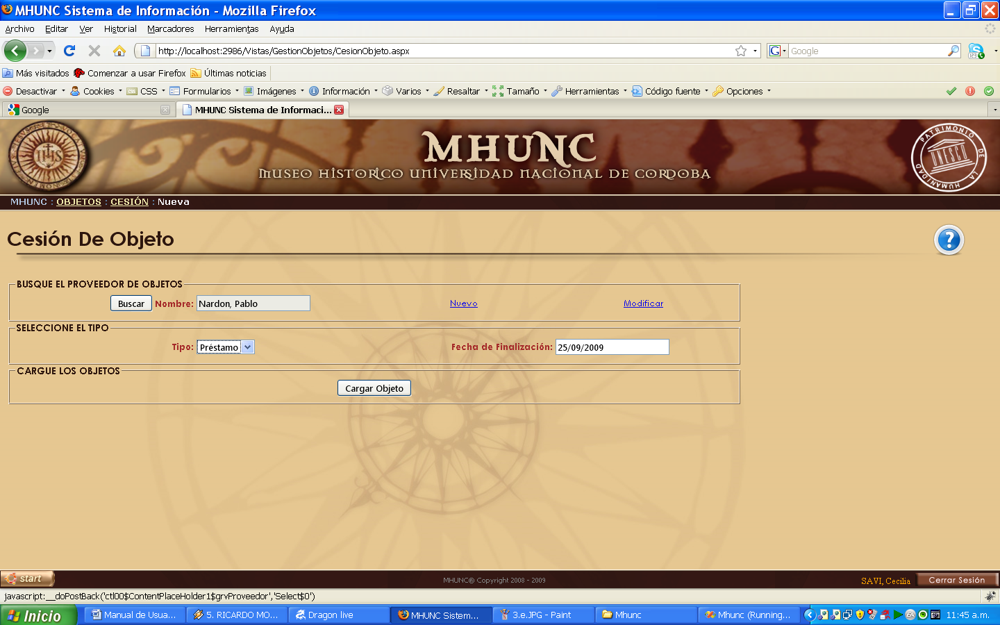 MHUNC Sistema de Información - Mozilla Firefox
Archivo Editar Ver Historial Marcadores Herramientas Ayuda
http://localhost:2986/Vistas/GestionObjetos/CesionObjeto.aspx G Google
Más visitados Comenzar a usar Firefox Últimas noticias
Desactivar Cookies CSS Formularios Imágenes Información Varios Resaltar Tamaño Herramientas Código fuente Opciones
Google MHUNC Sistema de Informaci...
IHS
MHUNC
MUSEO HISTORICO UNIVERSIDAD NACIONAL DE CORDOBA
PATRIMONIO DE LA HUMANIDAD
UNESCO
MHUNC : OBJETOS : CESIÓN : Nueva
Cesión De Objeto
?
BUSQUE EL PROVEEDOR DE OBJETOS
Buscar Nombre: Nardon, Pablo Nuevo Modificar
SELECCIONE EL TIPO
Tipo: Préstamo Fecha de Finalización: 25/09/2009
CARGUE LOS OBJETOS
Cargar Objeto
start MHUNC® Copyright 2008 - 2009 SAVI, Cecilia Cerrar Sesión
javascript:__doPostBack('ctl00$ContentPlaceHolder1$grvProveedor','Select$0')
Inicio Manual de Usua... 5. RICARDO MO... Dragon live MHUNC Sistem... 3.e.JPG - Paint Mhunc Mhunc (Running... 11:45 a.m.